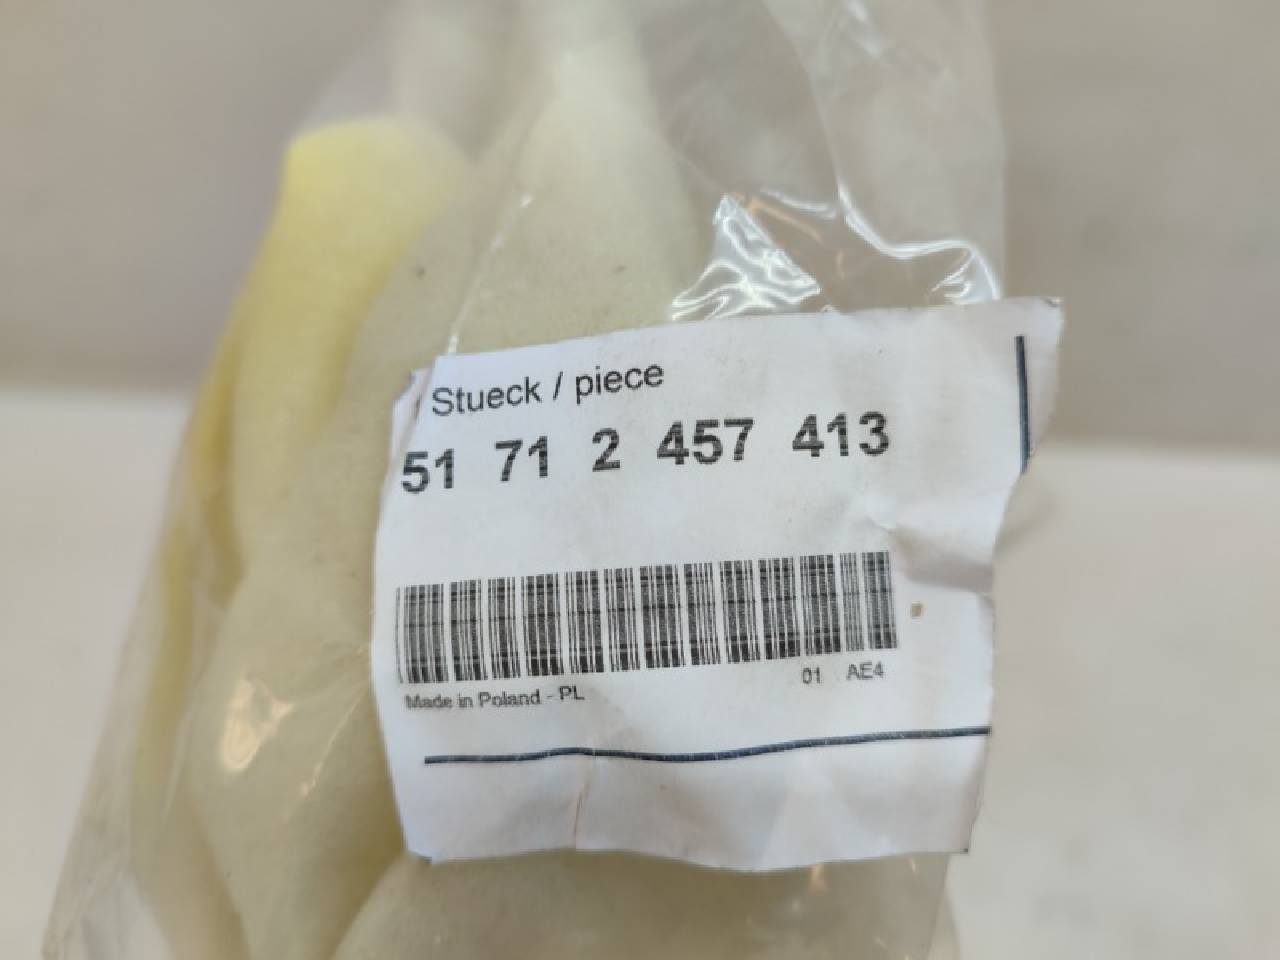 Stueck / piece
51 71 2 457 413
Made in Poland - PL 01 AE4